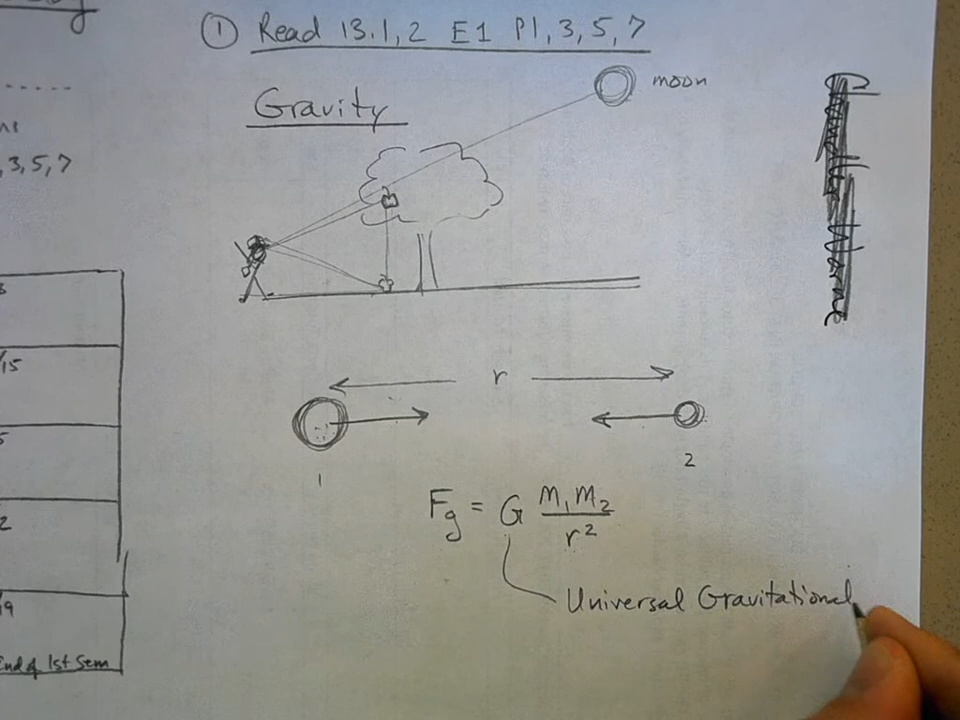 ① Read 13.1,2 E1 P1,3,5,7
moon
Gravity
,3,5,7
r
1
2
Fg = G m1m2 / r²
Universal Gravitational
/15
End of 1st Sem